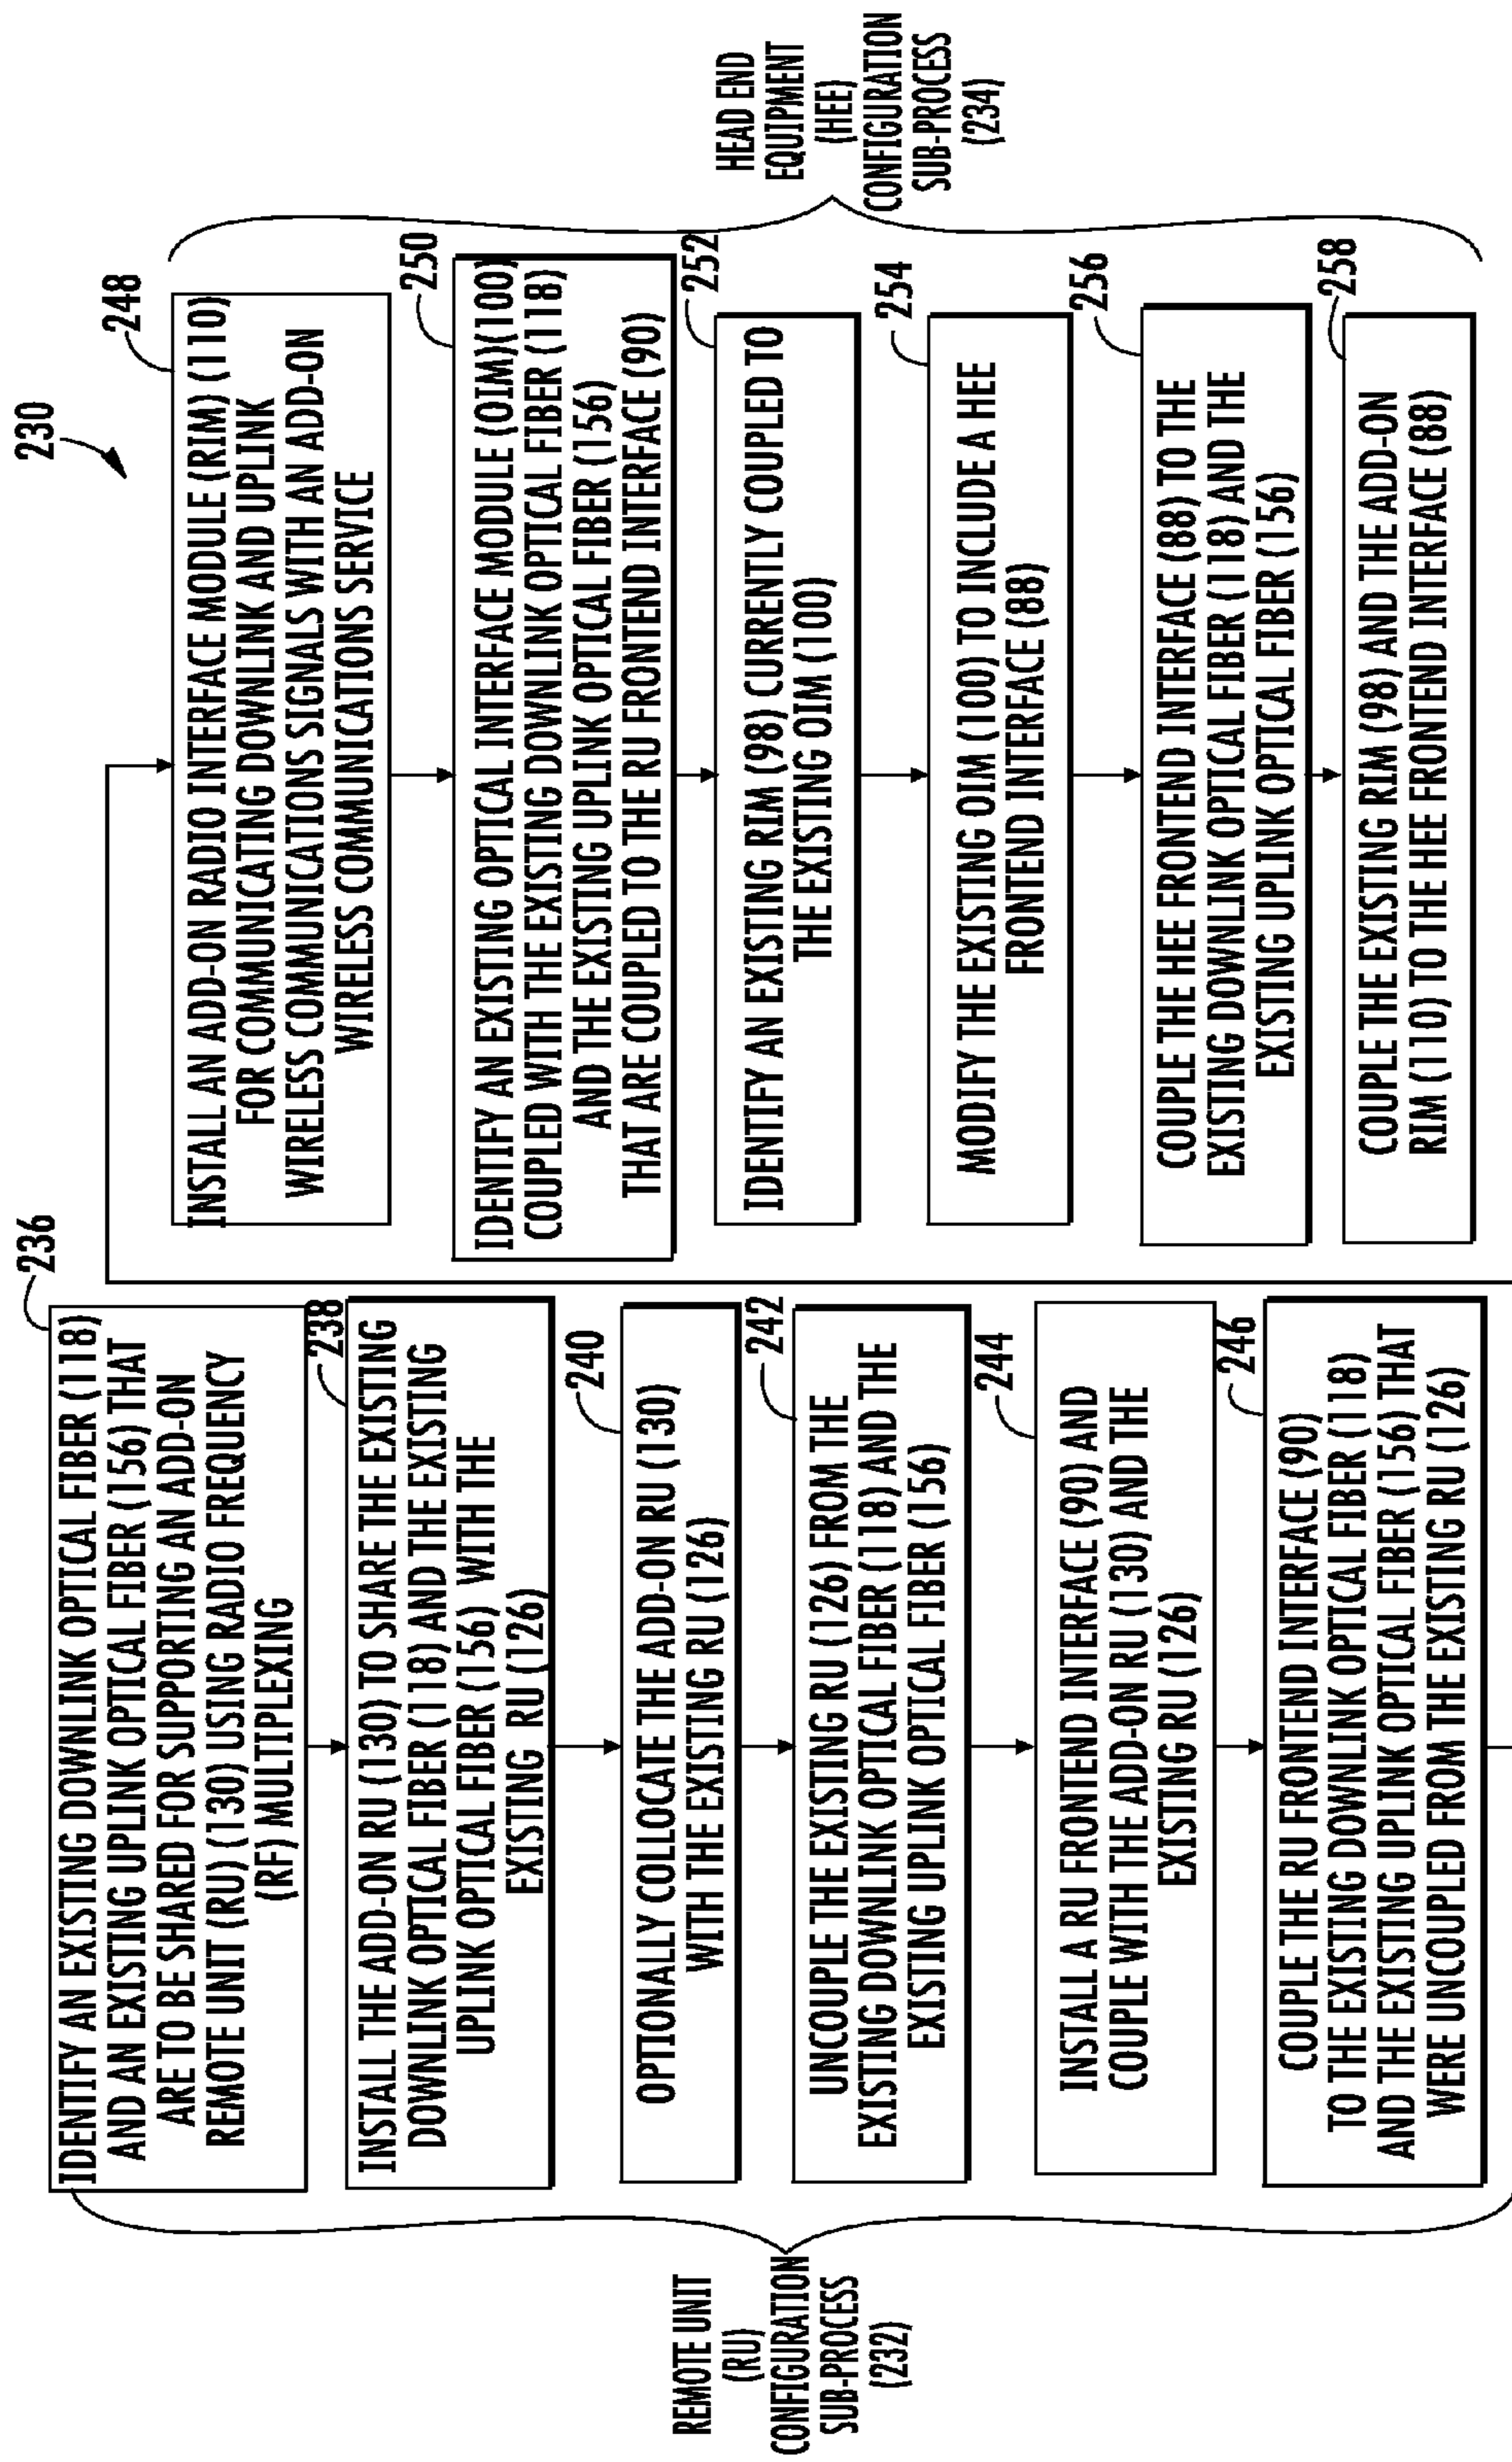 230
REMOTE UNIT
(RU)
CONFIGURATION
SUB-PROCESS
(232)
236
IDENTIFY AN EXISTING DOWNLINK OPTICAL FIBER (118)
AND AN EXISTING UPLINK OPTICAL FIBER (156) THAT
ARE TO BE SHARED FOR SUPPORTING AN ADD-ON
REMOTE UNIT (RU) (130) USING RADIO FREQUENCY
(RF) MULTIPLEXING
238
INSTALL THE ADD-ON RU (130) TO SHARE THE EXISTING
DOWNLINK OPTICAL FIBER (118) AND THE EXISTING
UPLINK OPTICAL FIBER (156) WITH THE
EXISTING RU (126)
240
OPTIONALLY COLLOCATE THE ADD-ON RU (130)
WITH THE EXISTING RU (126)
242
UNCOUPLE THE EXISTING RU (126) FROM THE
EXISTING DOWNLINK OPTICAL FIBER (118) AND THE
EXISTING UPLINK OPTICAL FIBER (156)
244
INSTALL A RU FRONTEND INTERFACE (90) AND
COUPLE WITH THE ADD-ON RU (130) AND THE
EXISTING RU (126)
246
COUPLE THE RU FRONTEND INTERFACE (90)
TO THE EXISTING DOWNLINK OPTICAL FIBER (118)
AND THE EXISTING UPLINK OPTICAL FIBER (156) THAT
WERE UNCOUPLED FROM THE EXISTING RU (126)
248
INSTALL AN ADD-ON RADIO INTERFACE MODULE (RIM) (110)
FOR COMMUNICATING DOWNLINK AND UPLINK
WIRELESS COMMUNICATIONS SIGNALS WITH AN ADD-ON
WIRELESS COMMUNICATIONS SERVICE
250
IDENTIFY AN EXISTING OPTICAL INTERFACE MODULE (OIM)(100)
COUPLED WITH THE EXISTING DOWNLINK OPTICAL FIBER (118)
AND THE EXISTING UPLINK OPTICAL FIBER (156)
THAT ARE COUPLED TO THE RU FRONTEND INTERFACE (90)
252
IDENTIFY AN EXISTING RIM (98) CURRENTLY COUPLED TO
THE EXISTING OIM (100)
254
MODIFY THE EXISTING OIM (100) TO INCLUDE A HEE
FRONTEND INTERFACE (88)
256
COUPLE THE HEE FRONTEND INTERFACE (88) TO THE
EXISTING DOWNLINK OPTICAL FIBER (118) AND THE
EXISTING UPLINK OPTICAL FIBER (156)
258
COUPLE THE EXISTING RIM (98) AND THE ADD-ON
RIM (110) TO THE HEE FRONTEND INTERFACE (88)
HEAD END
EQUIPMENT
(HEE)
CONFIGURATION
SUB-PROCESS
(234)